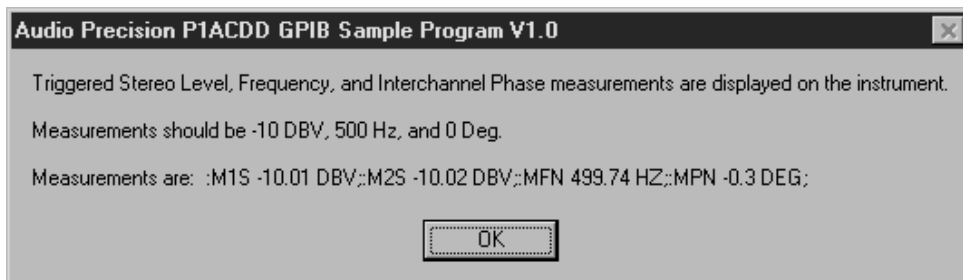 Audio Precision P1ACDD GPIB Sample Program V1.0
Triggered Stereo Level, Frequency, and Interchannel Phase measurements are displayed on the instrument.
Measurements should be -10 DBV, 500 Hz, and 0 Deg.
Measurements are:  :M1S -10.01 DBV;:M2S -10.02 DBV;:MFN 499.74 HZ;:MPN -0.3 DEG;
OK